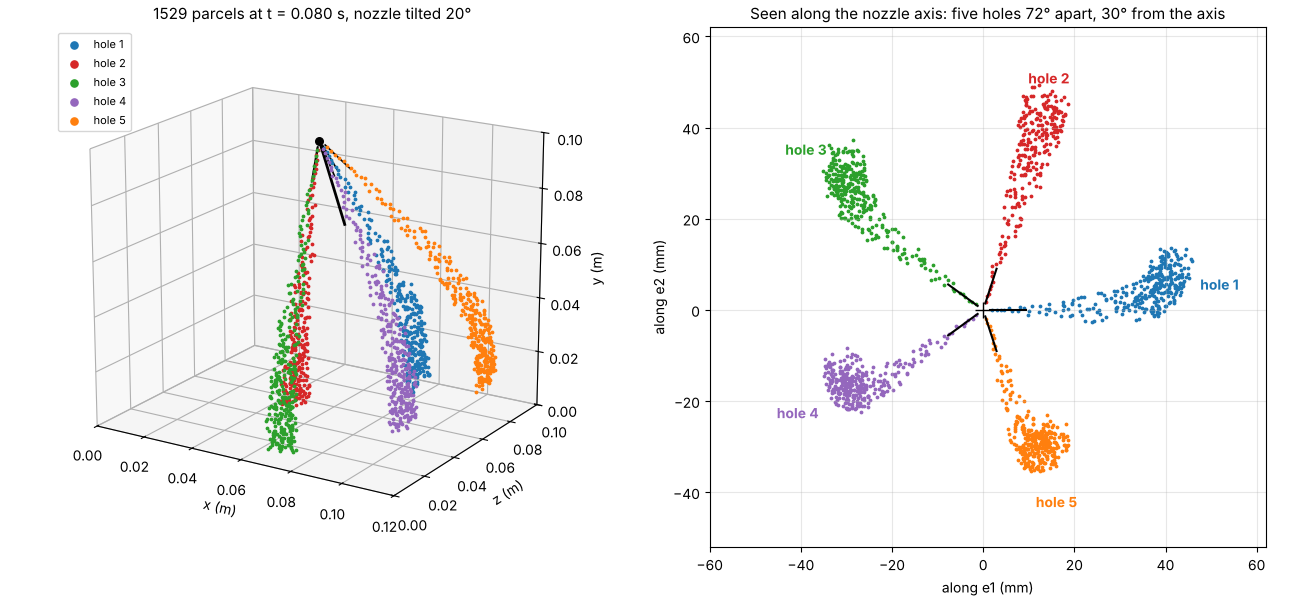 1529 parcels at t = 0.080 s, nozzle tilted 20°
hole 1
hole 2
hole 3
hole 4
hole 5
0.10
0.08
0.06
0.04
0.02
0.00
y (m)
0.00
0.02
0.04
0.06
0.08
0.10
0.12
x (m)
0.00
0.02
0.04
0.06
0.08
0.10
z (m)
Seen along the nozzle axis: five holes 72° apart, 30° from the axis
60
40
20
0
−20
−40
along e2 (mm)
hole 2
hole 3
hole 1
hole 4
hole 5
−60
−40
−20
0
20
40
60
along e1 (mm)